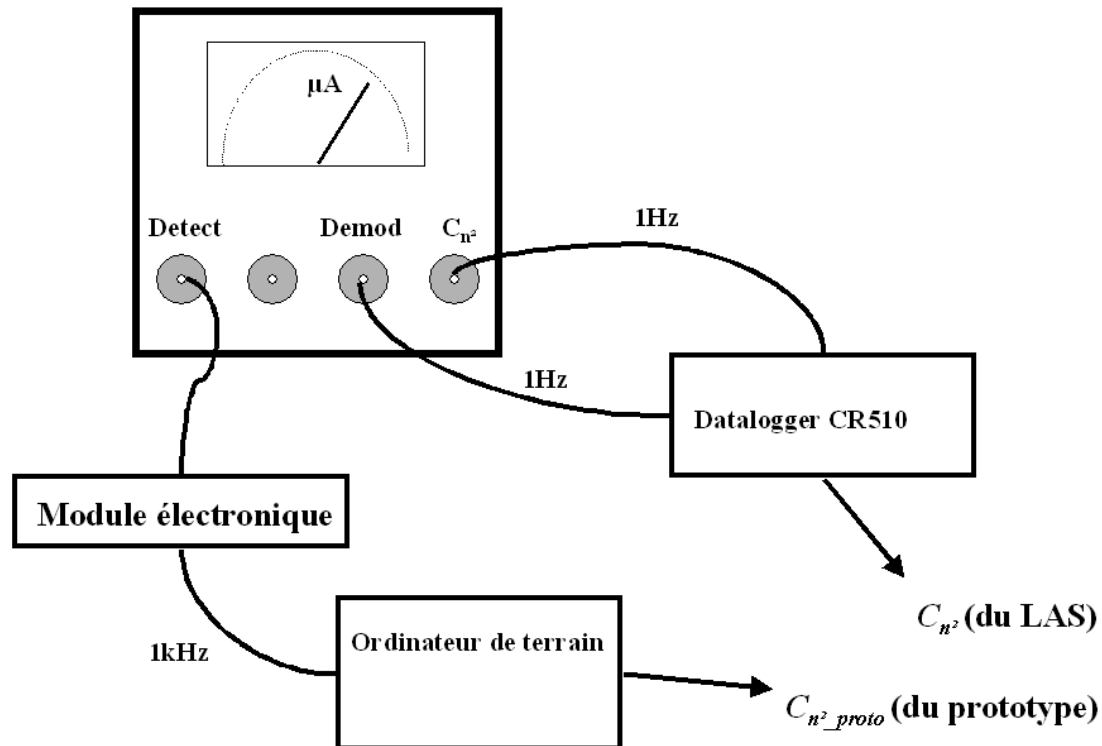 µA
Detect
Demod
Cn²
1Hz
1Hz
Datalogger CR510
Module électronique
1kHz
Ordinateur de terrain
Cn² (du LAS)
Cn²_proto (du prototype)